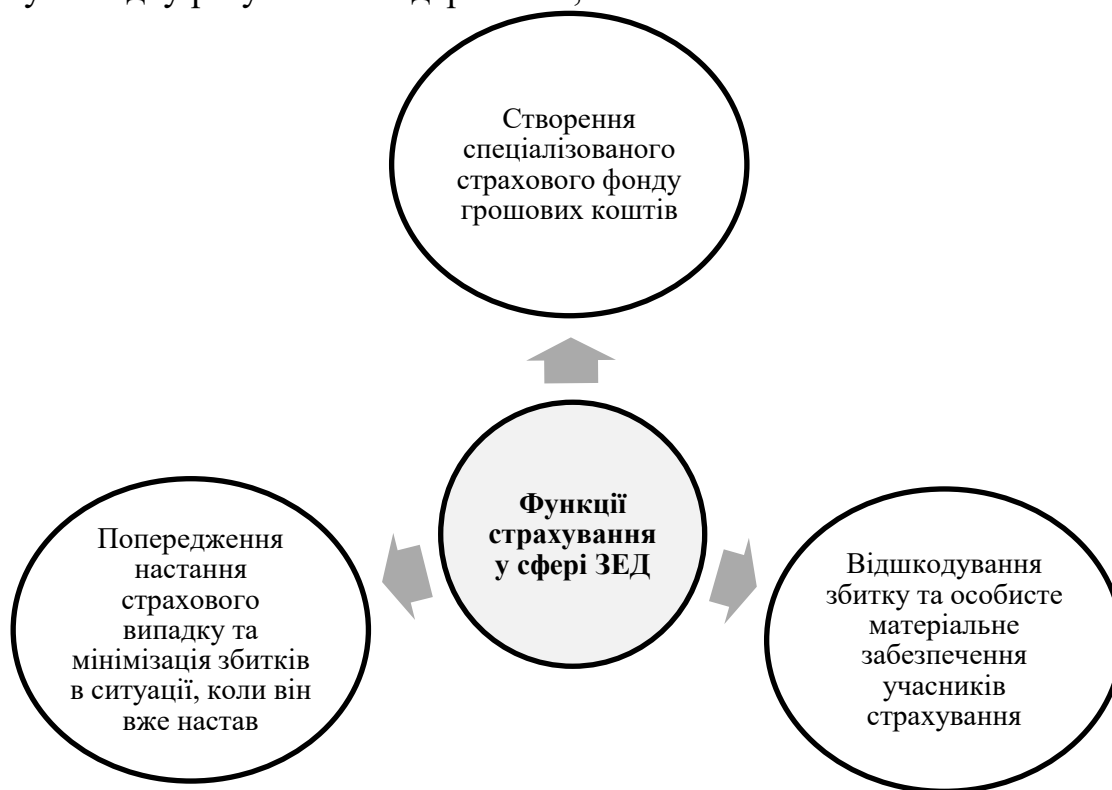 Створення
спеціалізованого
страхового фонду
грошових коштів
Функції
страхування
у сфері ЗЕД
Попередження
настання
страхового
випадку та
мінімізація збитків
в ситуації, коли він
вже настав
Відшкодування
збитку та особисте
матеріальне
забезпечення
учасників
страхування